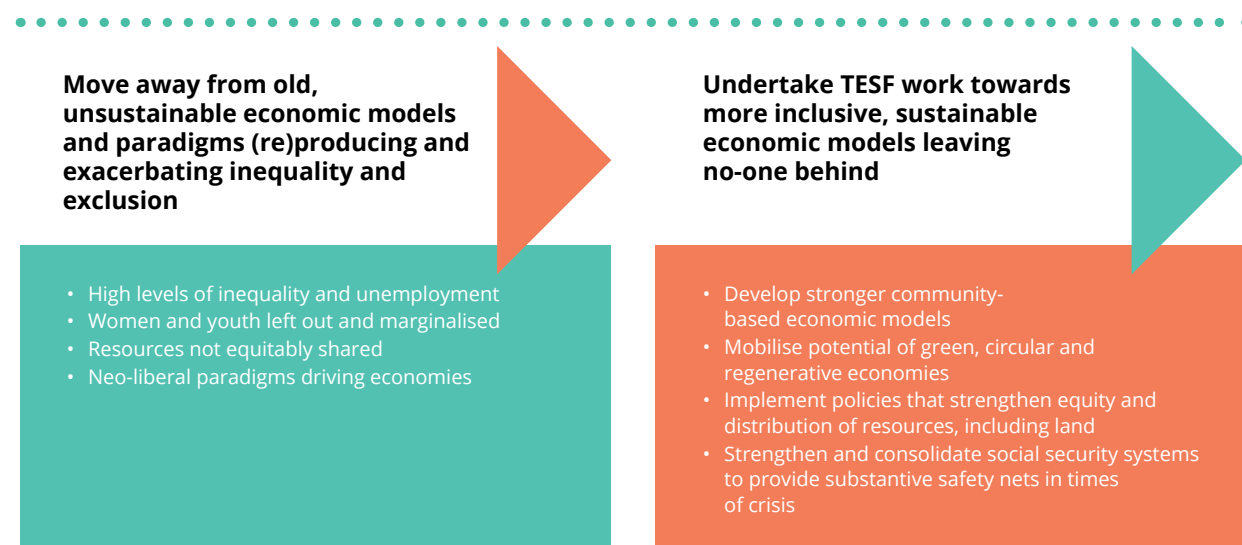 Move away from old,
unsustainable economic models
and paradigms (re)producing and
exacerbating inequality and
exclusion
• High levels of inequality and unemployment
• Women and youth left out and marginalised
• Resources not equitably shared
• Neo-liberal paradigms driving economies
Undertake TESF work towards
more inclusive, sustainable
economic models leaving
no-one behind
• Develop stronger community-
based economic models
• Mobilise potential of green, circular and
regenerative economies
• Implement policies that strengthen equity and
distribution of resources, including land
• Strengthen and consolidate social security systems
to provide substantive safety nets in times
of crisis